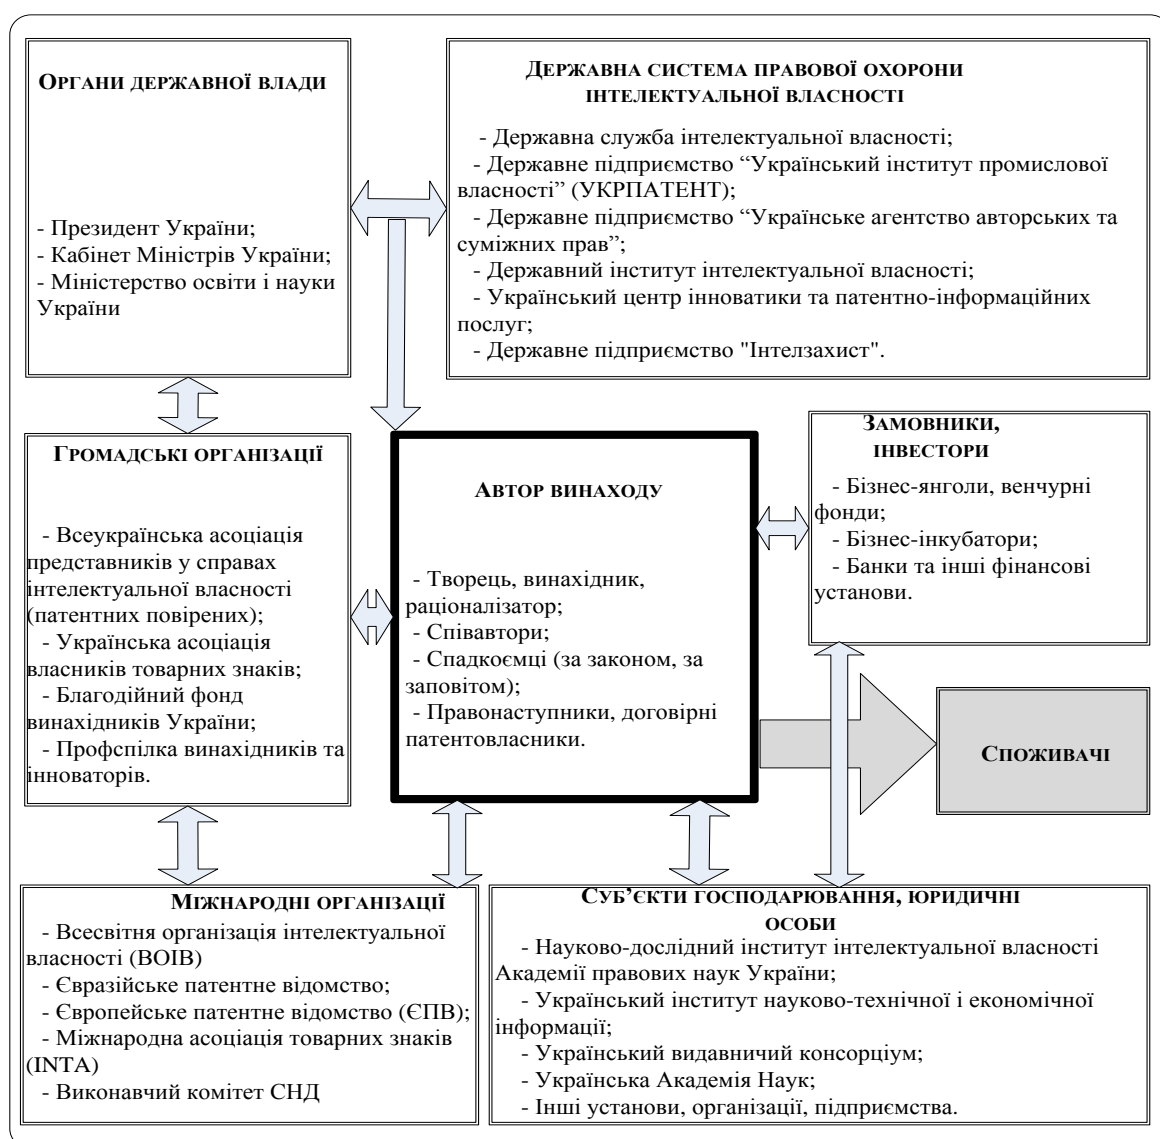 ОРГАНИ ДЕРЖАВНОЇ ВЛАДИ
- Президент України;
- Кабінет Міністрів України;
- Міністерство освіти і науки
України
ДЕРЖАВНА СИСТЕМА ПРАВОВОЇ ОХОРОНИ
ІНТЕЛЕКТУАЛЬНОЇ ВЛАСНОСТІ
- Державна служба інтелектуальної власності;
- Державне підприємство “Український інститут промислової
власності” (УКРПАТЕНТ);
- Державне підприємство “Українське агентство авторських та
суміжних прав”;
- Державний інститут інтелектуальної власності;
- Український центр інноватики та патентно-інформаційних
послуг;
- Державне підприємство "Інтелзахист".
ГРОМАДСЬКІ ОРГАНІЗАЦІЇ
- Всеукраїнська асоціація
представників у справах
інтелектуальної власності
(патентних повірених);
- Українська асоціація
власників товарних знаків;
- Благодійний фонд
винахідників України;
- Профспілка винахідників та
інноваторів.
АВТОР ВИНАХОДУ
- Творець, винахідник,
раціоналізатор;
- Співавтори;
- Спадкоємці (за законом, за
заповітом);
- Правонаступники, договірні
патентовласники.
ЗАМОВНИКИ,
ІНВЕСТОРИ
- Бізнес-янголи, венчурні
фонди;
- Бізнес-інкубатори;
- Банки та інші фінансові
установи.
СПОЖИВАЧІ
МІЖНАРОДНІ ОРГАНІЗАЦІЇ
- Всесвітня організація інтелектуальної
власності (ВОІВ)
- Євразійське патентне відомство;
- Європейське патентне відомство (ЄПВ);
- Міжнародна асоціація товарних знаків
(INTA)
- Виконавчий комітет СНД
СУБ’ЄКТИ ГОСПОДАРЮВАННЯ, ЮРИДИЧНІ
ОСОБИ
- Науково-дослідний інститут інтелектуальної власності
Академії правових наук України;
- Український інститут науково-технічної і економічної
інформації;
- Український видавничий консорціум;
- Українська Академія Наук;
- Інші установи, організації, підприємства.